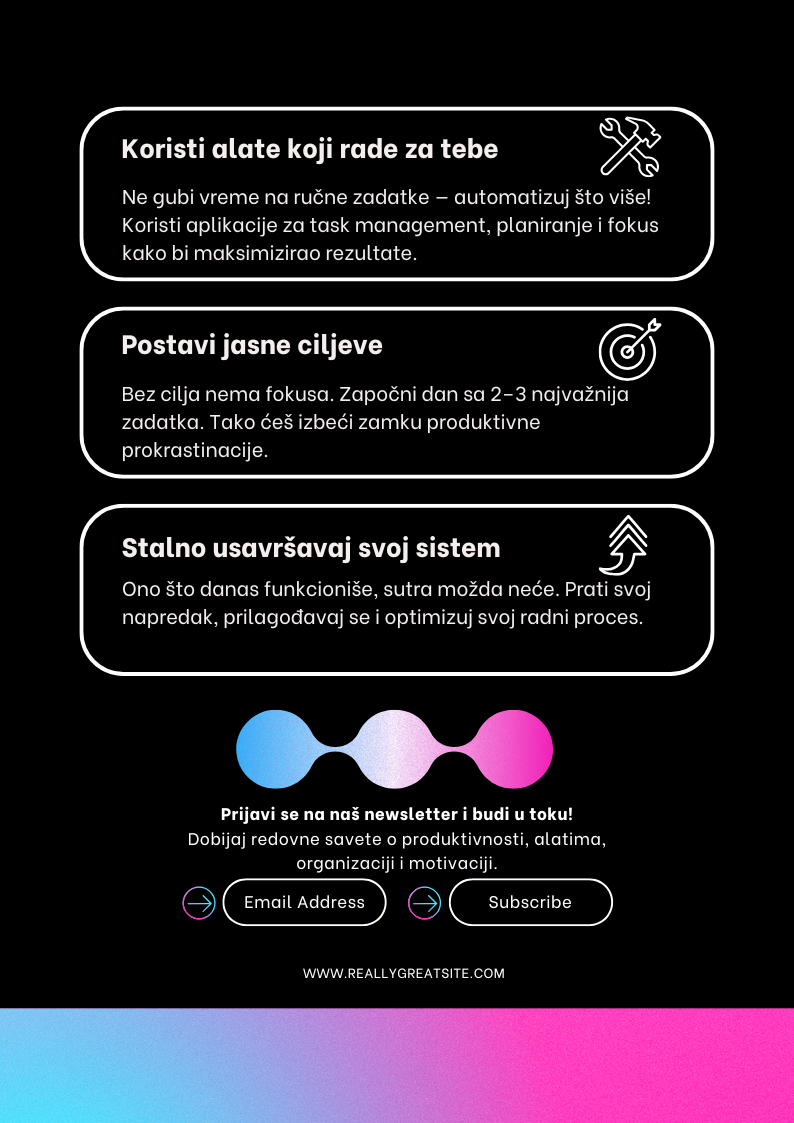 Koristi alate koji rade za tebe
Ne gubi vreme na ručne zadatke – automatizuj što više!
Koristi aplikacije za task management, planiranje i fokus
kako bi maksimizirao rezultate.
Postavi jasne ciljeve
Bez cilja nema fokusa. Započni dan sa 2–3 najvažnija
zadatka. Tako ćeš izbeći zamku produktivne
prokrastinacije.
Stalno usavršavaj svoj sistem
Ono što danas funkcioniše, sutra možda neće. Prati svoj
napredak, prilagođavaj se i optimizuj svoj radni proces.
Prijavi se na naš newsletter i budi u toku!
Dobijaj redovne savete o produktivnosti, alatima,
organizaciji i motivaciji.
Email Address
Subscribe
WWW.REALLYGREATSITE.COM